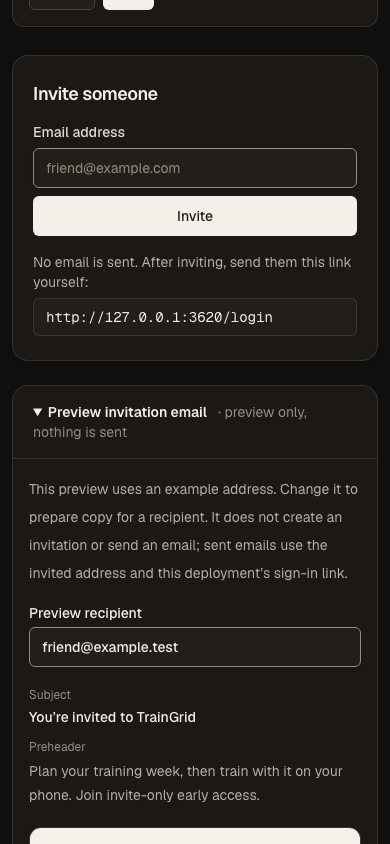 Invite someone
Email address
friend@example.com
Invite
No email is sent. After inviting, send them this link
yourself:
http://127.0.0.1:3620/login
▼ Preview invitation email · preview only,
nothing is sent
This preview uses an example address. Change it to
prepare copy for a recipient. It does not create an
invitation or send an email; sent emails use the
invited address and this deployment’s sign-in link.
Preview recipient
friend@example.test
Subject
You’re invited to TrainGrid
Preheader
Plan your training week, then train with it on your
phone. Join invite-only early access.